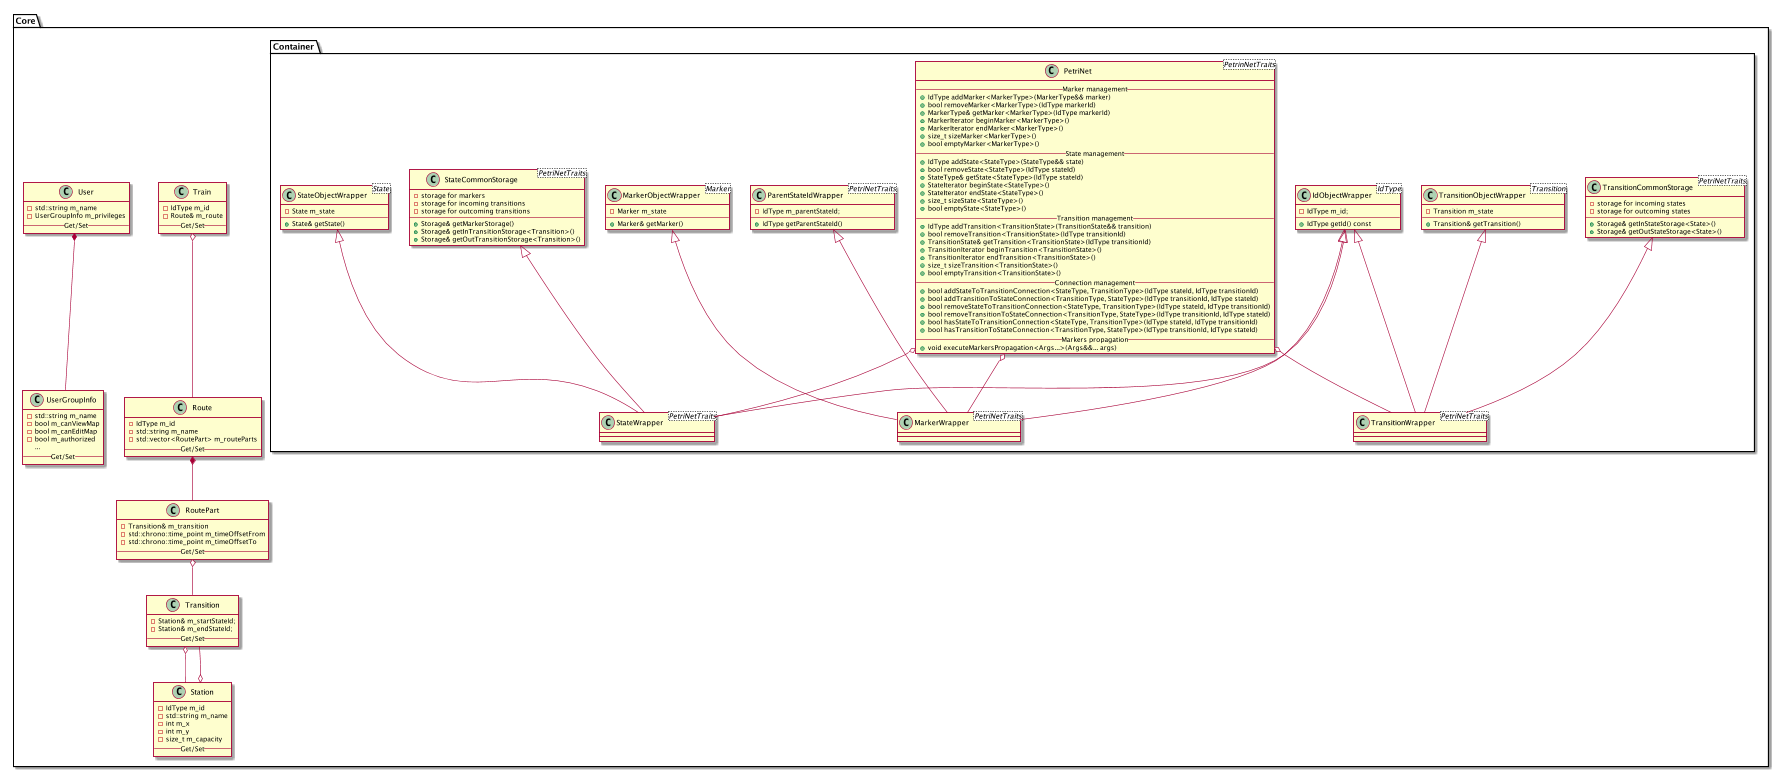 Core
Container
C PetriNet
PetrinNetTraits
Marker management
IdType addMarker<MarkerType>(MarkerType&& marker)
bool removeMarker<MarkerType>(IdType markerId)
MarkerType& getMarker<MarkerType>(IdType markerId)
MarkerIterator beginMarker<MarkerType>()
MarkerIterator endMarker<MarkerType>()
size_t sizeMarker<MarkerType>()
bool emptyMarker<MarkerType>()
State management
IdType addState<StateType>(StateType&& state)
bool removeState<StateType>(IdType stateId)
StateType& getState<StateType>(IdType stateId)
StateIterator beginState<StateType>()
StateIterator endState<StateType>()
size_t sizeState<StateType>()
bool emptyState<StateType>()
Transition management
IdType addTransition<TransitionState>(TransitionState&& transition)
bool removeTransition<TransitionState>(IdType transitionId)
TransitionState& getTransition<TransitionState>(IdType transitionId)
TransitionIterator beginTransition<TransitionState>()
TransitionIterator endTransition<TransitionState>()
size_t sizeTransition<TransitionState>()
bool emptyTransition<TransitionState>()
Connection management
bool addStateToTransitionConnection<StateType, TransitionType>(IdType stateId, IdType transitionId)
bool addTransitionToStateConnection<TransitionType, StateType>(IdType transitionId, IdType stateId)
bool removeStateToTransitionConnection<StateType, TransitionType>(IdType stateId, IdType transitionId)
bool removeTransitionToStateConnection<TransitionType, StateType>(IdType transitionId, IdType stateId)
bool hasStateToTransitionConnection<StateType, TransitionType>(IdType stateId, IdType transitionId)
bool hasTransitionToStateConnection<TransitionType, StateType>(IdType transitionId, IdType stateId)
Markers propagation
void executeMarkersPropagation<Args...>(Args&&... args)
C User
std::string m_name
UserGroupInfo m_privileges
Get/Set
C Train
IdType m_id
Route& m_route
Get/Set
C StateObjectWrapper
State
State m_state
State& getState()
C StateCommonStorage
PetriNetTraits
storage for markers
storage for incoming transitions
storage for outcoming transitions
Storage& getMarkerStorage()
Storage& getInTransitionStorage<Transition>()
Storage& getOutTransitionStorage<Transition>()
C MarkerObjectWrapper
Marker
Marker m_state
Marker& getMarker()
C ParentStateIdWrapper
PetriNetTraits
IdType m_parentStateId;
IdType getParentStateId()
C IdObjectWrapper
IdType
IdType m_id;
IdType getId() const
C TransitionObjectWrapper
Transition
Transition m_state
Transition& getTransition()
C TransitionCommonStorage
PetriNetTraits
storage for incoming states
storage for outcoming states
Storage& getInStateStorage<State>()
Storage& getOutStateStorage<State>()
C UserGroupInfo
std::string m_name
bool m_canViewMap
bool m_canEditMap
bool m_authorized
...
Get/Set
C Route
IdType m_id
std::string m_name
std::vector<RoutePart> m_routeParts
Get/Set
C StateWrapper
PetriNetTraits
C MarkerWrapper
PetriNetTraits
C TransitionWrapper
PetriNetTraits
C RoutePart
Transition& m_transition
std::chrono::time_point m_timeOffsetFrom
std::chrono::time_point m_timeOffsetTo
Get/Set
C Transition
Station& m_startStateId;
Station& m_endStateId;
Get/Set
C Station
IdType m_id
std::string m_name
int m_x
int m_y
size_t m_capacity
Get/Set